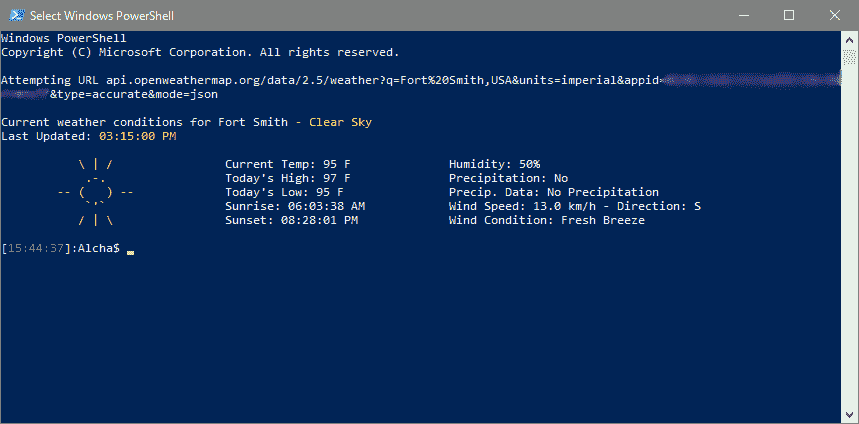 Select Windows PowerShell
Windows PowerShell
Copyright (C) Microsoft Corporation. All rights reserved.
Attempting URL api.openweathermap.org/data/2.5/weather?q=Fort%20Smith,USA&units=imperial&appid=
&type=accurate&mode=json
Current weather conditions for Fort Smith - Clear Sky
Last Updated: 03:15:00 PM
\ | / Current Temp: 95 F Humidity: 50%
.-. Today's High: 97 F Precipitation: No
-- (   ) -- Today's Low: 95 F Precip. Data: No Precipitation
`'` Sunrise: 06:03:38 AM Wind Speed: 13.0 km/h - Direction: S
/ | \ Sunset: 08:28:01 PM Wind Condition: Fresh Breeze
[15:44:37]:Alcha$